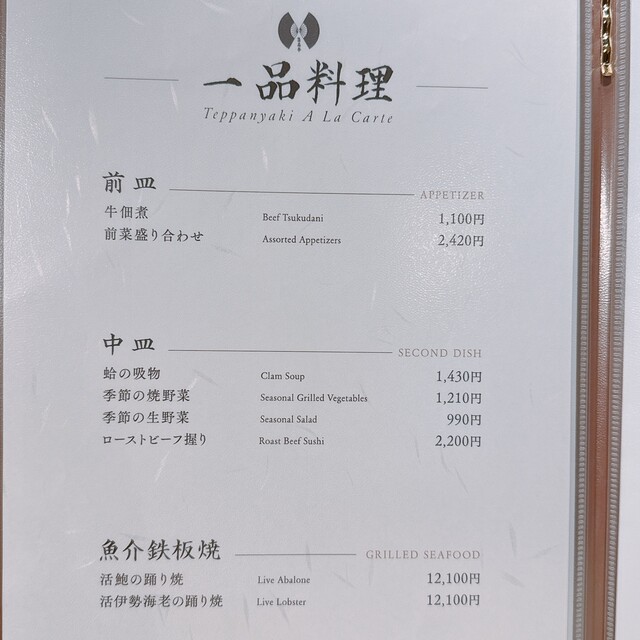 一品料理
Teppanyaki A La Carte
前皿 APPETIZER
牛佃煮 Beef Tsukudani 1,100円
前菜盛り合わせ Assorted Appetizers 2,420円
中皿 SECOND DISH
蛤の吸物 Clam Soup 1,430円
季節の焼野菜 Seasonal Grilled Vegetables 1,210円
季節の生野菜 Seasonal Salad 990円
ローストビーフ握り Roast Beef Sushi 2,200円
魚介鉄板焼 GRILLED SEAFOOD
活鮑の踊り焼 Live Abalone 12,100円
活伊勢海老の踊り焼 Live Lobster 12,100円